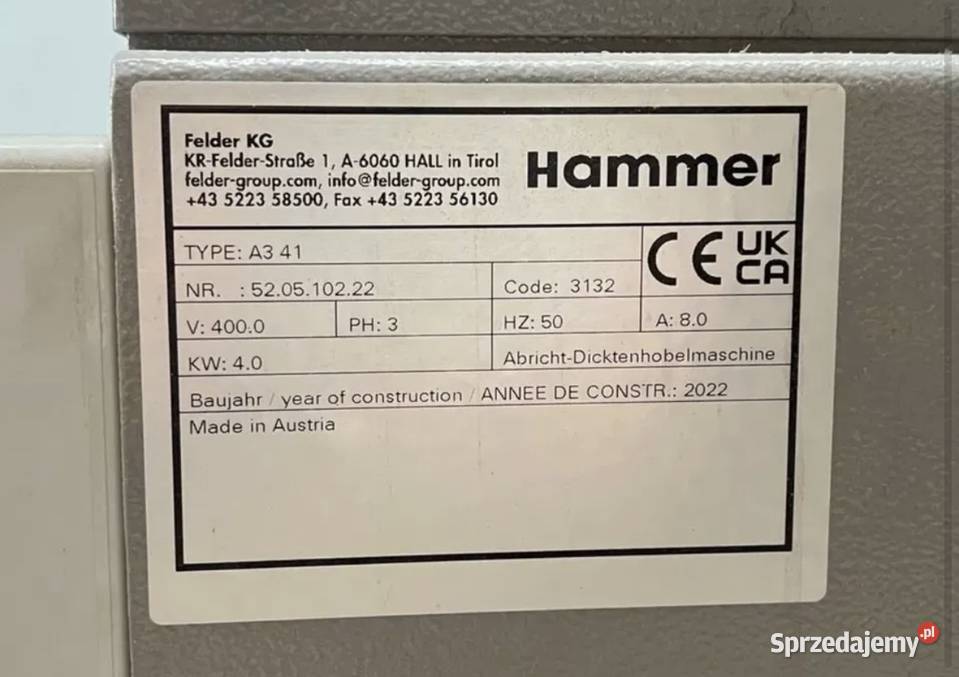 Felder KG
KR-Felder-Straße 1, A-6060 HALL in Tirol
felder-group.com, info@felder-group.com
+43 5223 58500, Fax +43 5223 56130
Hammer
TYPE: A3 41
CE UK CA
NR. : 52.05.102.22
Code: 3132
V: 400.0
PH: 3
HZ: 50
A: 8.0
KW: 4.0
Abricht-Dicktenhobelmaschine
Baujahr / year of construction / ANNEE DE CONSTR.: 2022
Made in Austria
Sprzedajemy.pl